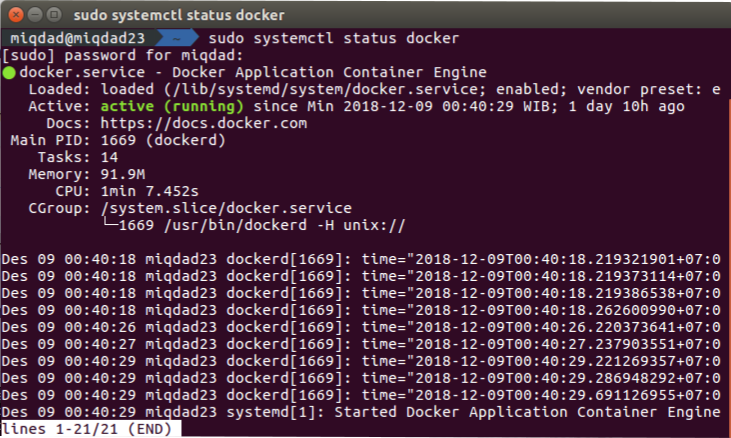 sudo systemctl status docker
miqdad@miqdad23 ~ sudo systemctl status docker
[sudo] password for miqdad:
● docker.service - Docker Application Container Engine
Loaded: loaded (/lib/systemd/system/docker.service; enabled; vendor preset: e
Active: active (running) since Min 2018-12-09 00:40:29 WIB; 1 day 10h ago
Docs: https://docs.docker.com
Main PID: 1669 (dockerd)
Tasks: 14
Memory: 91.9M
CPU: 1min 7.452s
CGroup: /system.slice/docker.service
└─1669 /usr/bin/dockerd -H unix://
Des 09 00:40:18 miqdad23 dockerd[1669]: time="2018-12-09T00:40:18.219321901+07:0
Des 09 00:40:18 miqdad23 dockerd[1669]: time="2018-12-09T00:40:18.219373114+07:0
Des 09 00:40:18 miqdad23 dockerd[1669]: time="2018-12-09T00:40:18.219386538+07:0
Des 09 00:40:18 miqdad23 dockerd[1669]: time="2018-12-09T00:40:18.262600990+07:0
Des 09 00:40:26 miqdad23 dockerd[1669]: time="2018-12-09T00:40:26.220373641+07:0
Des 09 00:40:27 miqdad23 dockerd[1669]: time="2018-12-09T00:40:27.237903551+07:0
Des 09 00:40:29 miqdad23 dockerd[1669]: time="2018-12-09T00:40:29.221269357+07:0
Des 09 00:40:29 miqdad23 dockerd[1669]: time="2018-12-09T00:40:29.286948292+07:0
Des 09 00:40:29 miqdad23 dockerd[1669]: time="2018-12-09T00:40:29.691126955+07:0
Des 09 00:40:29 miqdad23 systemd[1]: Started Docker Application Container Engine
lines 1-21/21 (END)